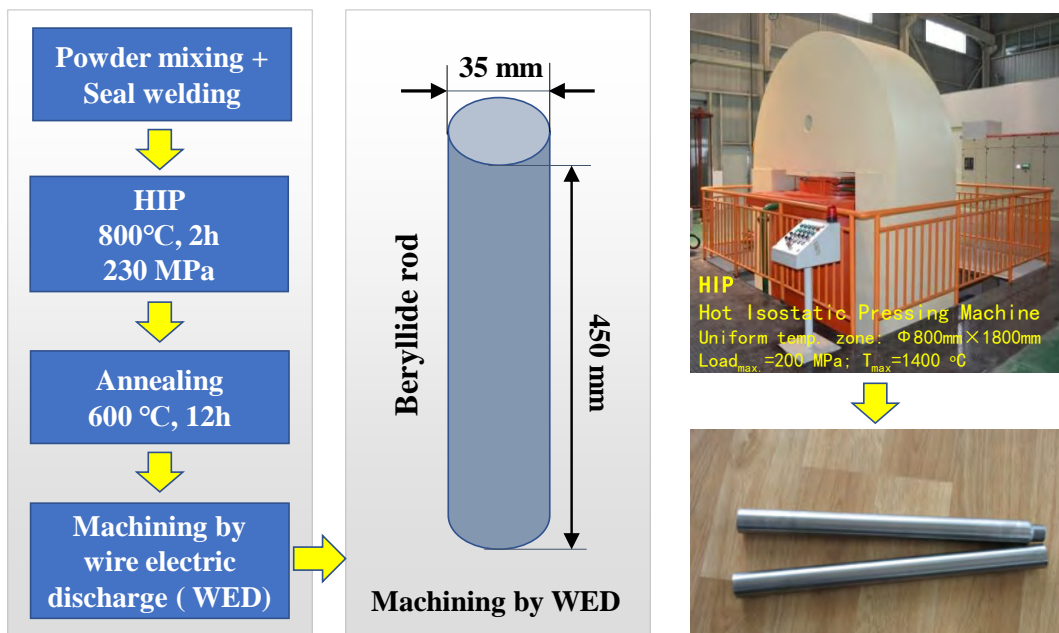 Powder mixing +
Seal welding
HIP
800℃, 2h
230 MPa
Annealing
600 ℃, 12h
Machining by
wire electric
discharge ( WED)
35 mm
Beryllide rod
450 mm
Machining by WED
HIP
Hot Isostatic Pressing Machine
Uniform temp. zone: Φ800mm×1800mm
Load_max.=200 MPa; T_max=1400 ℃